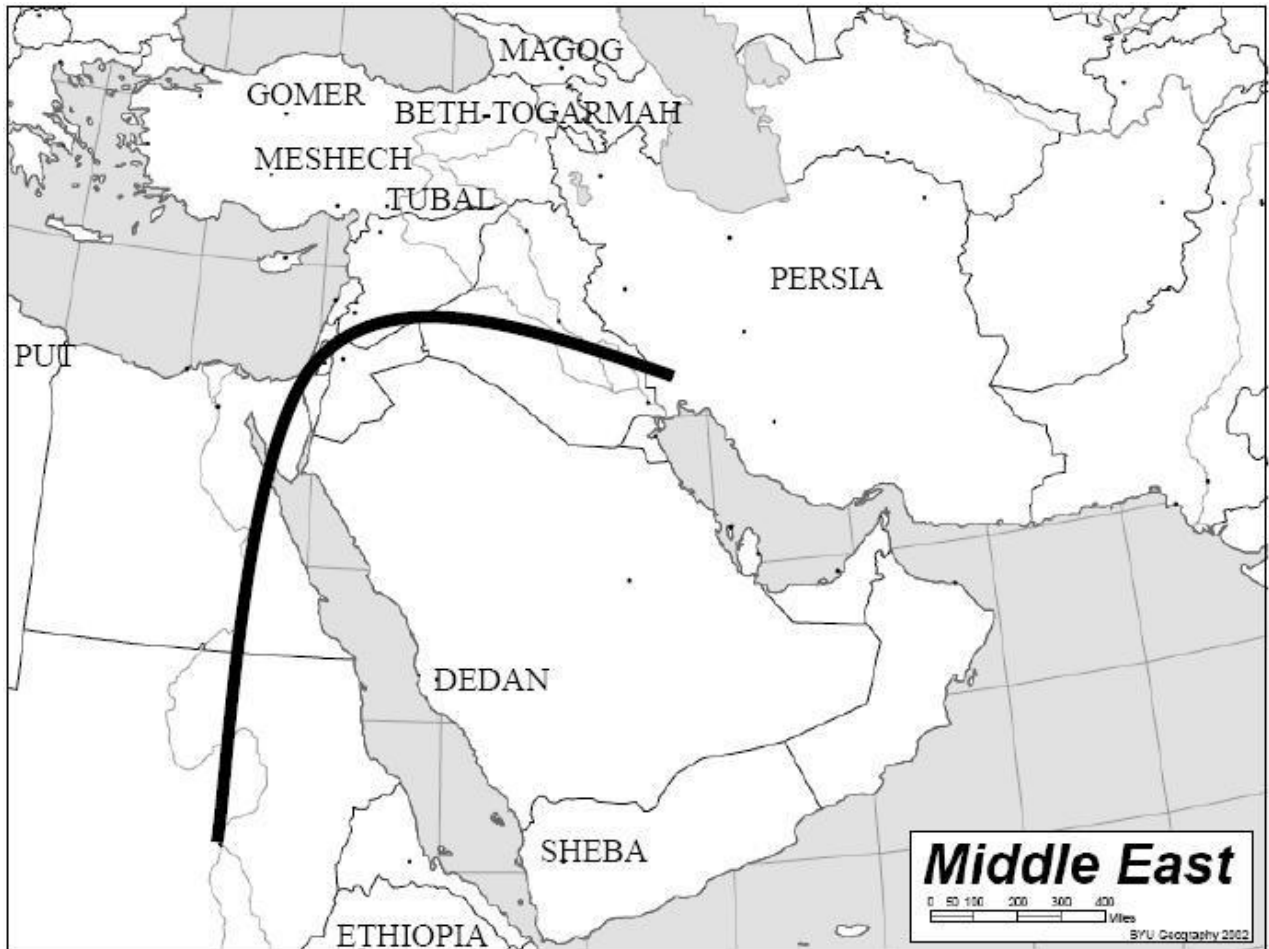 MAGOG
GOMER
BETH-TOGARMAH
MESHECH
TUBAL
PERSIA
PUT
DEDAN
SHEBA
ETHIOPIA
Middle East
0 50 100 200 300 400
Miles
BYU Geography 2002